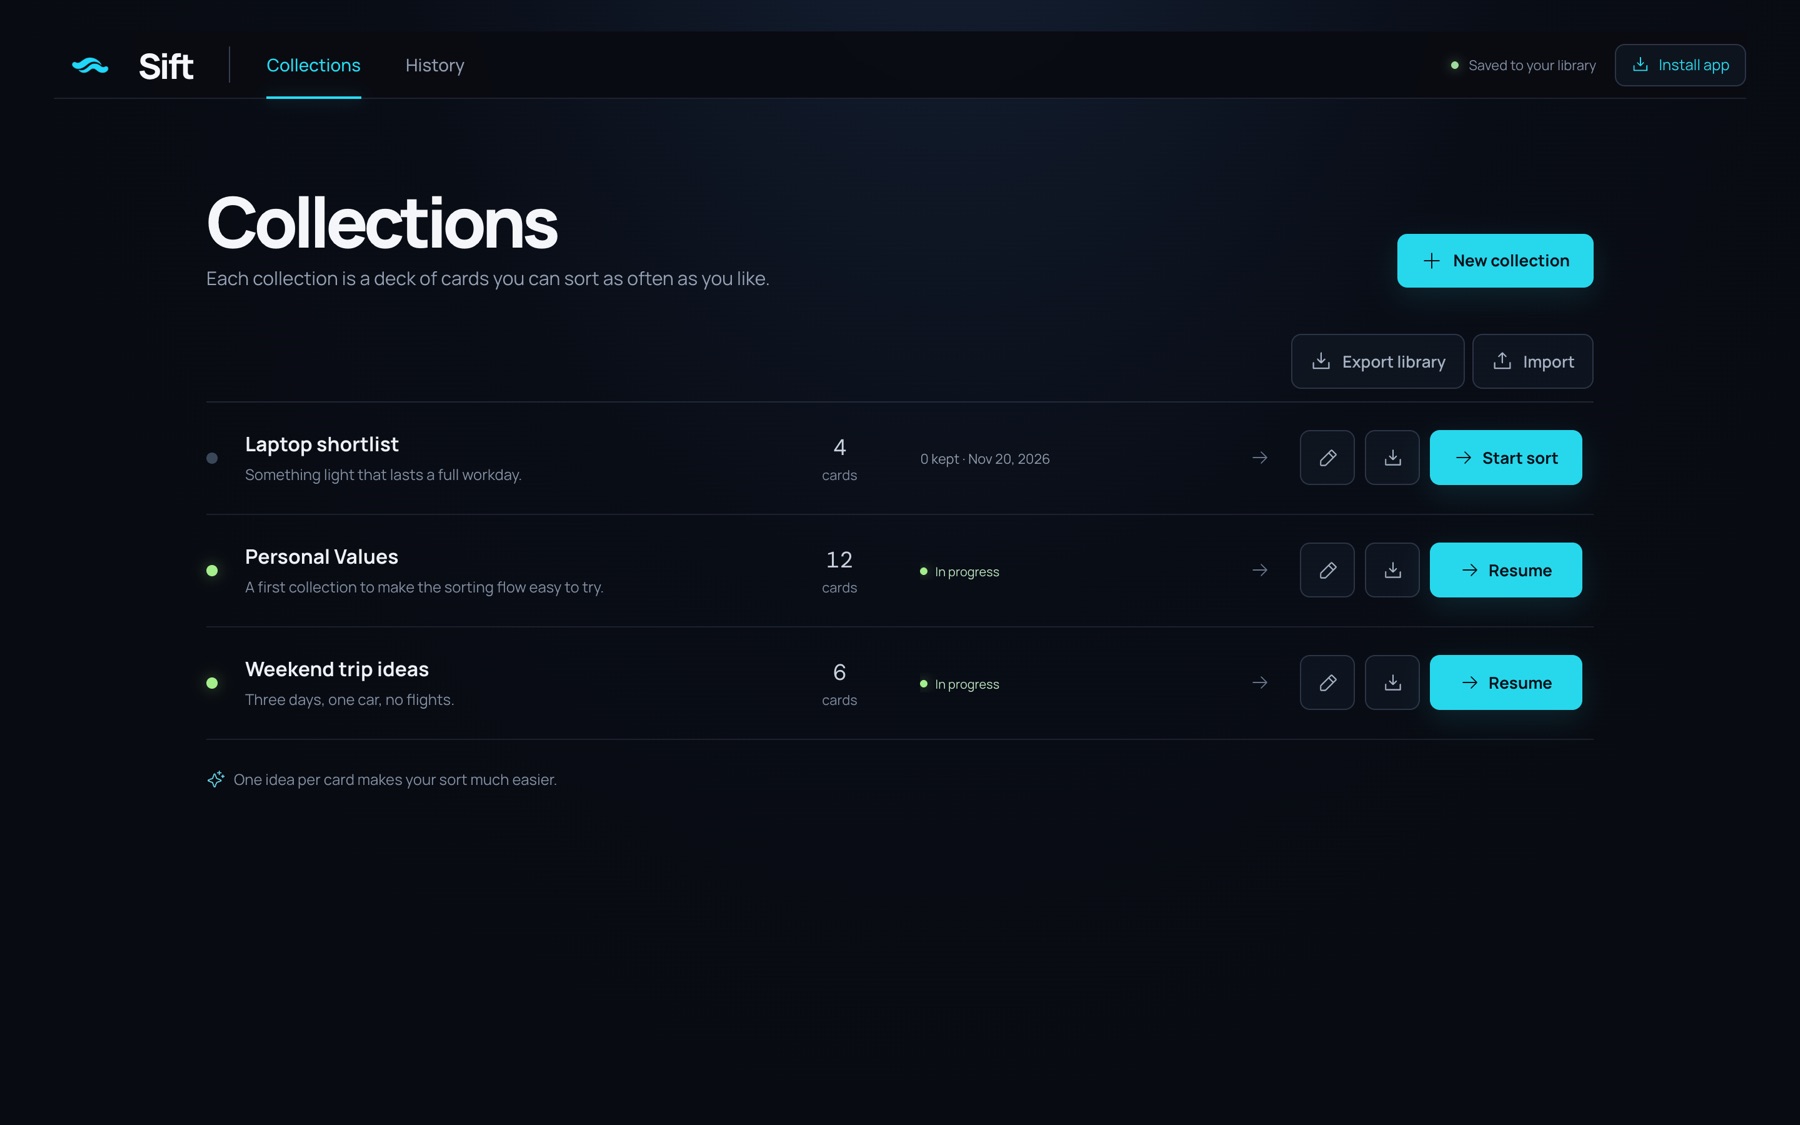 Sift
Collections
History
Saved to your library
Install app
Collections
Each collection is a deck of cards you can sort as often as you like.
New collection
Export library
Import
Laptop shortlist
Something light that lasts a full workday.
4
cards
0 kept · Nov 20, 2026
Start sort
Personal Values
A first collection to make the sorting flow easy to try.
12
cards
In progress
Resume
Weekend trip ideas
Three days, one car, no flights.
6
cards
In progress
Resume
One idea per card makes your sort much easier.